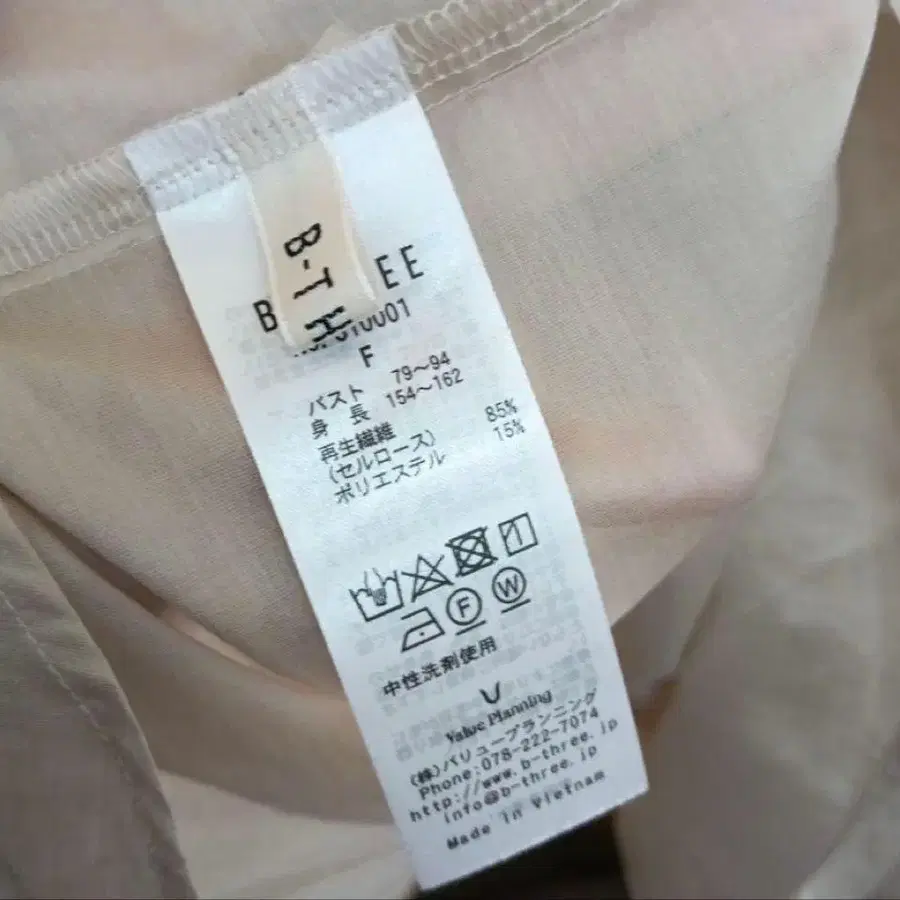 B-TH
B EE
F
バスト 79～94
身 長 154～162
再生繊維 85%
(セルロース)
ポリエステル 15%
F W
中性洗剤使用
Value Planning
(株)バリュープランニング
Phone:078-222-7074
http://www.b-three.jp
info@b-three.jp
Made in Vietnam